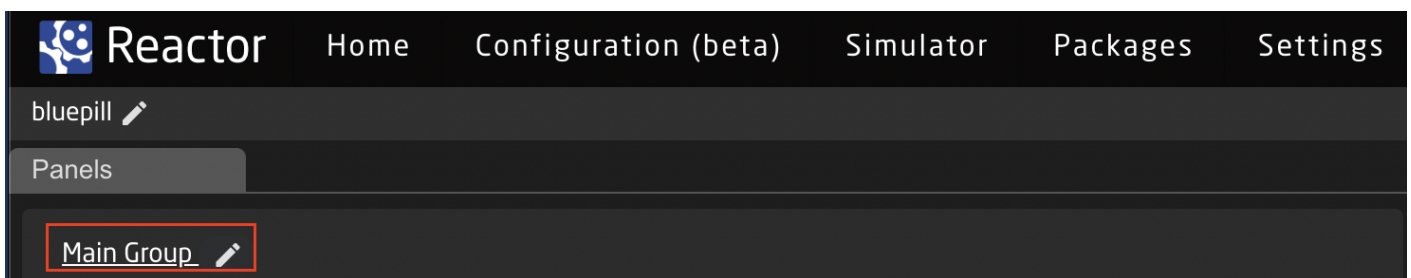 Reactor Home Configuration (beta) Simulator Packages Settings
bluepill
Panels
Main Group